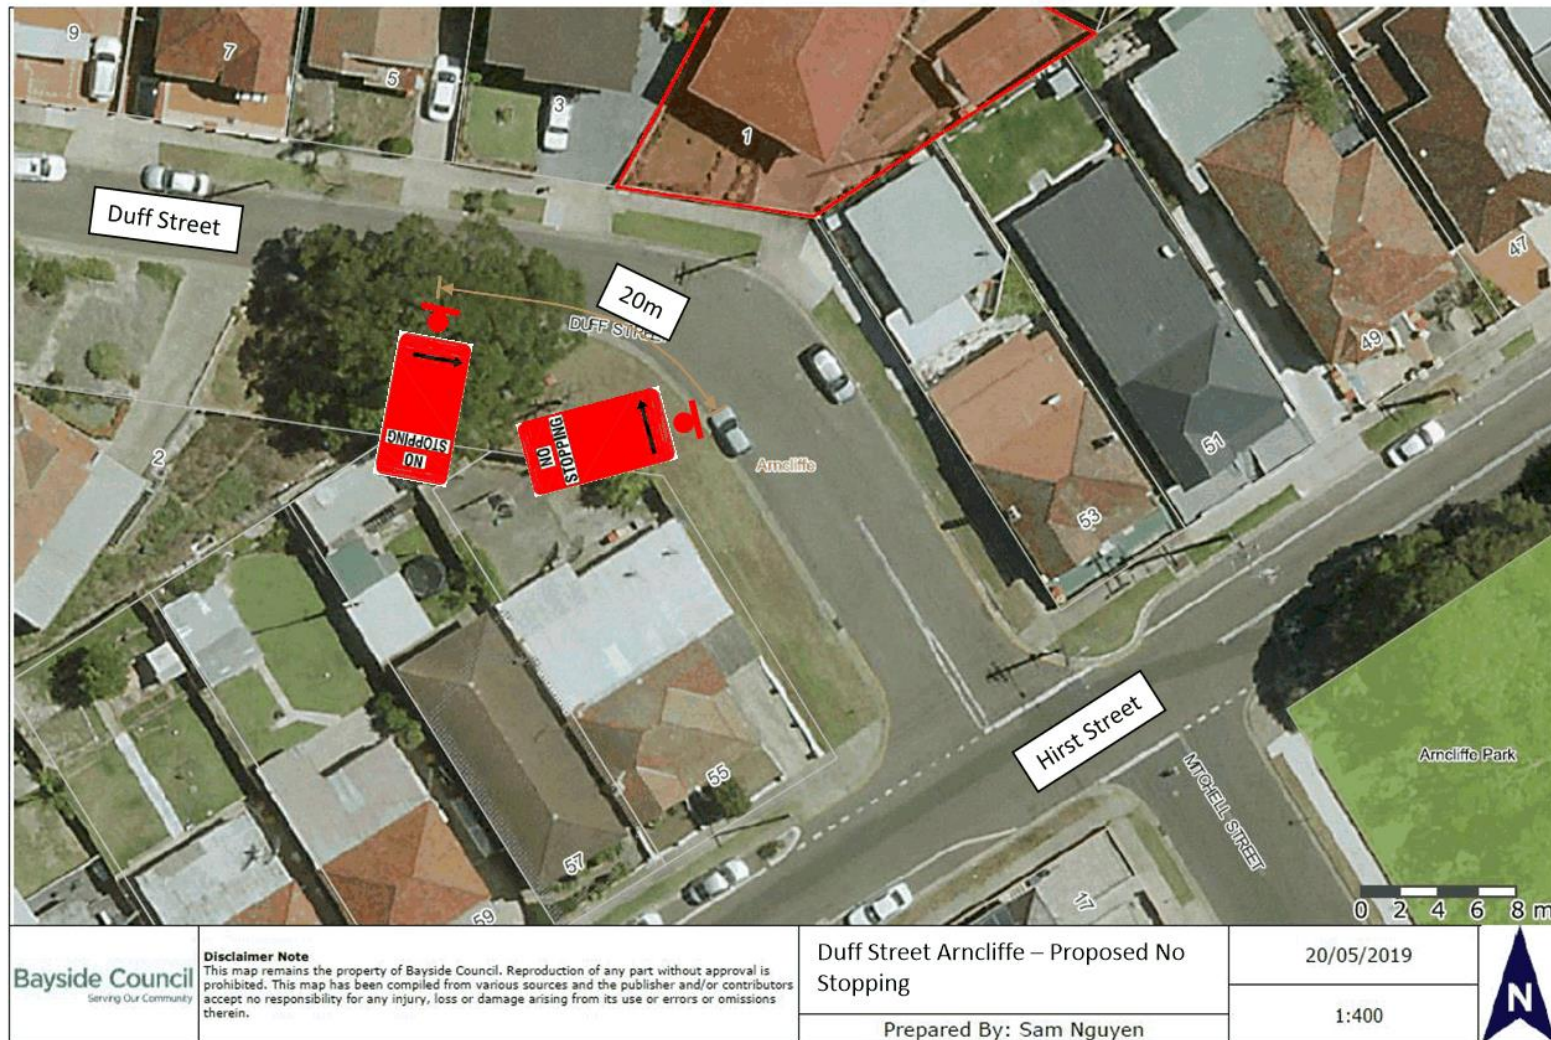 9
7
5
3
1
Duff Street
20m
DUFF STREET
NO
STOPPING
NO
STOPPING
2
Arncliffe
47
49
51
53
55
57
59
Hirst Street
MITCHELL STREET
Arncliffe Park
17
0 2 4 6 8 m
Bayside Council
Serving Our Community
Disclaimer Note
This map remains the property of Bayside Council. Reproduction of any part without approval is
prohibited. This map has been compiled from various sources and the publisher and/or contributors
accept no responsibility for any injury, loss or damage arising from its use or errors or omissions
therein.
Duff Street Arncliffe – Proposed No
Stopping
Prepared By: Sam Nguyen
20/05/2019
1:400
N